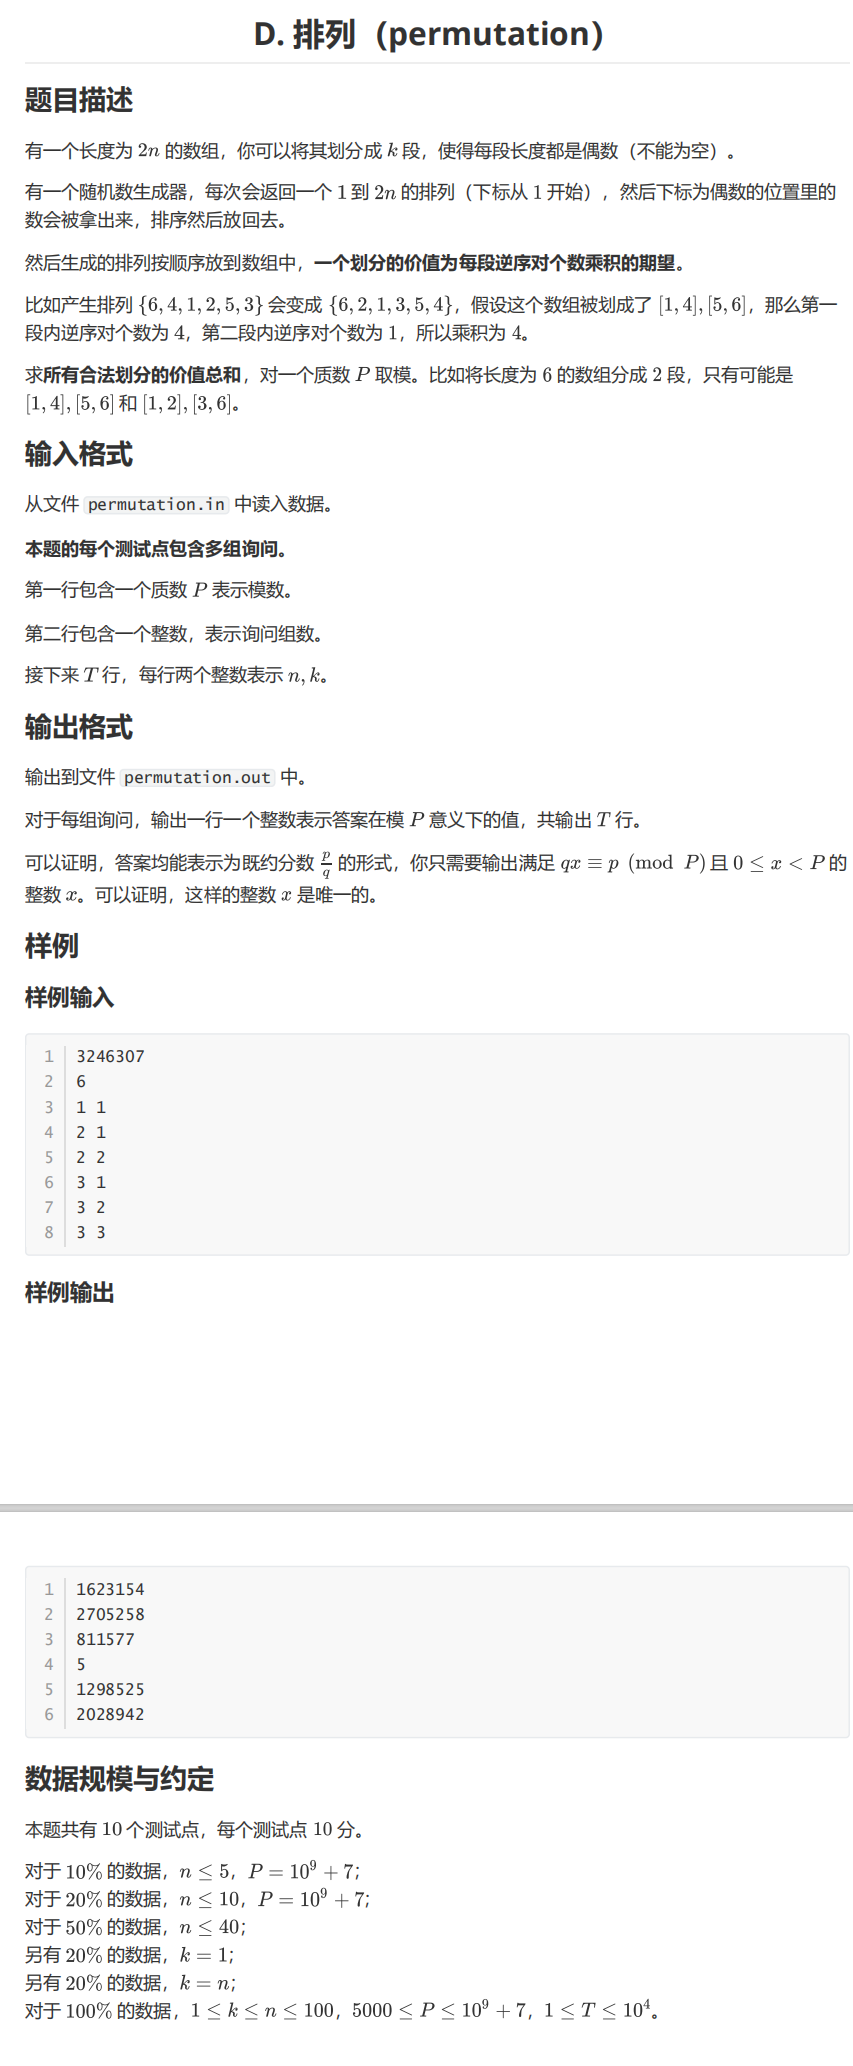 D. 排列（permutation）
题目描述
有一个长度为 2n 的数组，你可以将其划分成 k 段，使得每段长度都是偶数（不能为空）。
有一个随机数生成器，每次会返回一个 1 到 2n 的排列（下标从 1 开始），然后下标为偶数的位置里的
数会被拿出来，排序然后放回去。
然后生成的排列按顺序放到数组中，一个划分的价值为每段逆序对个数乘积的期望。
比如产生排列 {6, 4, 1, 2, 5, 3} 会变成 {6, 2, 1, 3, 5, 4}，假设这个数组被划成了 [1, 4], [5, 6]，那么第一
段内逆序对个数为 4，第二段内逆序对个数为 1，所以乘积为 4。
求所有合法划分的价值总和，对一个质数 P 取模。比如将长度为 6 的数组分成 2 段，只有可能是
[1, 4], [5, 6] 和 [1, 2], [3, 6]。
输入格式
从文件 permutation.in 中读入数据。
本题的每个测试点包含多组询问。
第一行包含一个质数 P 表示模数。
第二行包含一个整数，表示询问组数。
接下来 T 行，每行两个整数表示 n, k。
输出格式
输出到文件 permutation.out 中。
对于每组询问，输出一行一个整数表示答案在模 P 意义下的值，共输出 T 行。
可以证明，答案均能表示为既约分数 p/q 的形式，你只需要输出满足 qx ≡ p (mod P) 且 0 ≤ x < P 的
整数 x。可以证明，这样的整数 x 是唯一的。
样例
样例输入
1 3246307
2 6
3 1 1
4 2 1
5 2 2
6 3 1
7 3 2
8 3 3
样例输出
1 1623154
2 2705258
3 811577
4 5
5 1298525
6 2028942
数据规模与约定
本题共有 10 个测试点，每个测试点 10 分。
对于 10% 的数据，n ≤ 5，P = 10⁹ + 7；
对于 20% 的数据，n ≤ 10，P = 10⁹ + 7；
对于 50% 的数据，n ≤ 40；
另有 20% 的数据，k = 1；
另有 20% 的数据，k = n；
对于 100% 的数据，1 ≤ k ≤ n ≤ 100，5000 ≤ P ≤ 10⁹ + 7，1 ≤ T ≤ 10⁴。